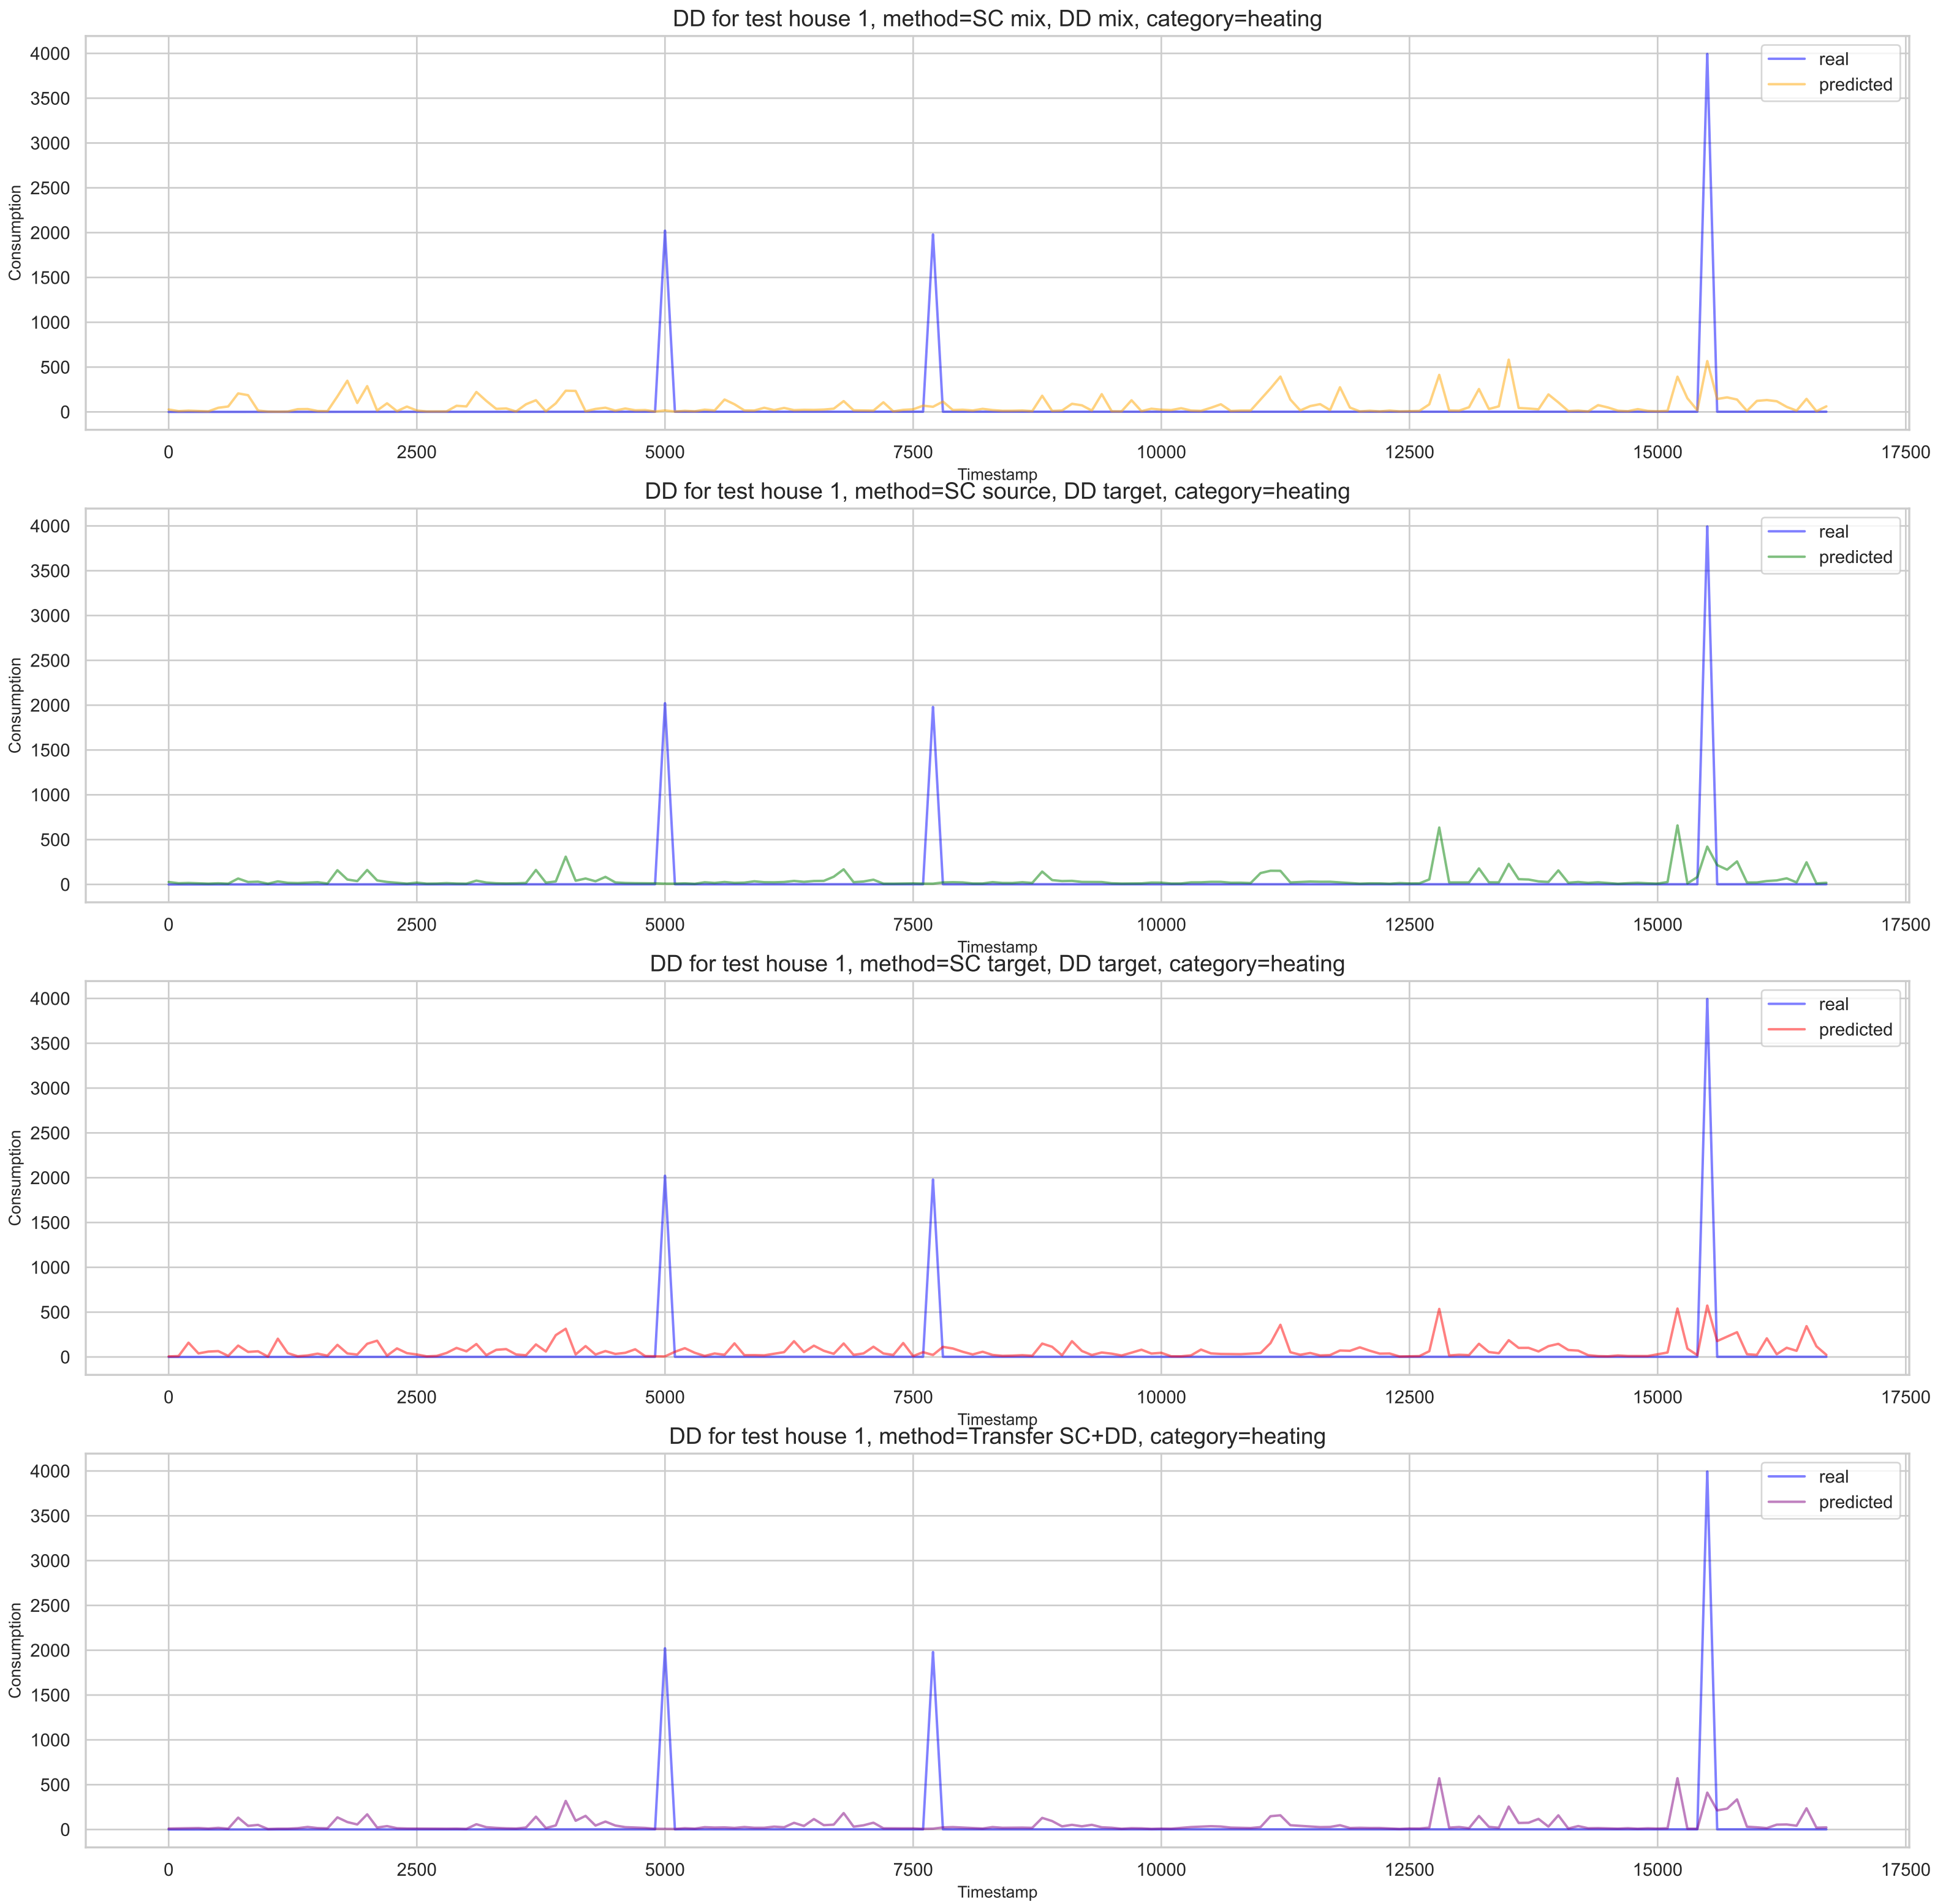 DD for test house 1, method=SC mix, DD mix, category=heating
4000
3500
3000
2500
2000
1500
1000
500
0
Consumption
real
predicted
0 2500 5000 7500 10000 12500 15000 17500
Timestamp
DD for test house 1, method=SC source, DD target, category=heating
4000
3500
3000
2500
2000
1500
1000
500
0
Consumption
real
predicted
0 2500 5000 7500 10000 12500 15000 17500
Timestamp
DD for test house 1, method=SC target, DD target, category=heating
4000
3500
3000
2500
2000
1500
1000
500
0
Consumption
real
predicted
0 2500 5000 7500 10000 12500 15000 17500
Timestamp
DD for test house 1, method=Transfer SC+DD, category=heating
4000
3500
3000
2500
2000
1500
1000
500
0
Consumption
real
predicted
0 2500 5000 7500 10000 12500 15000 17500
Timestamp